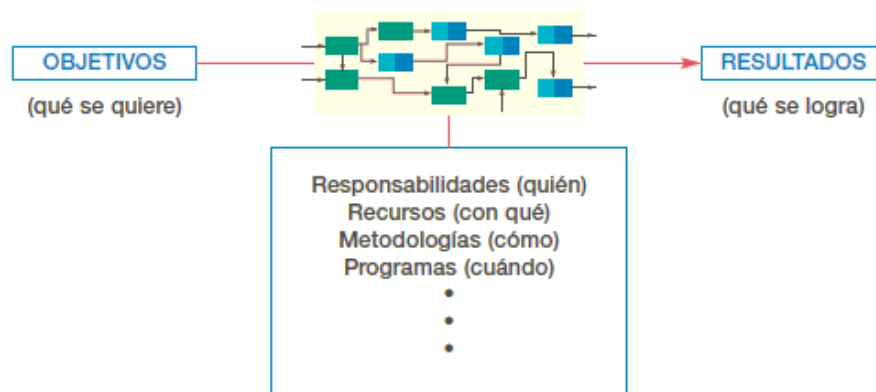 OBJETIVOS
(qué se quiere)
RESULTADOS
(qué se logra)
Responsabilidades (quién)
Recursos (con qué)
Metodologías (cómo)
Programas (cuándo)
•
•
•